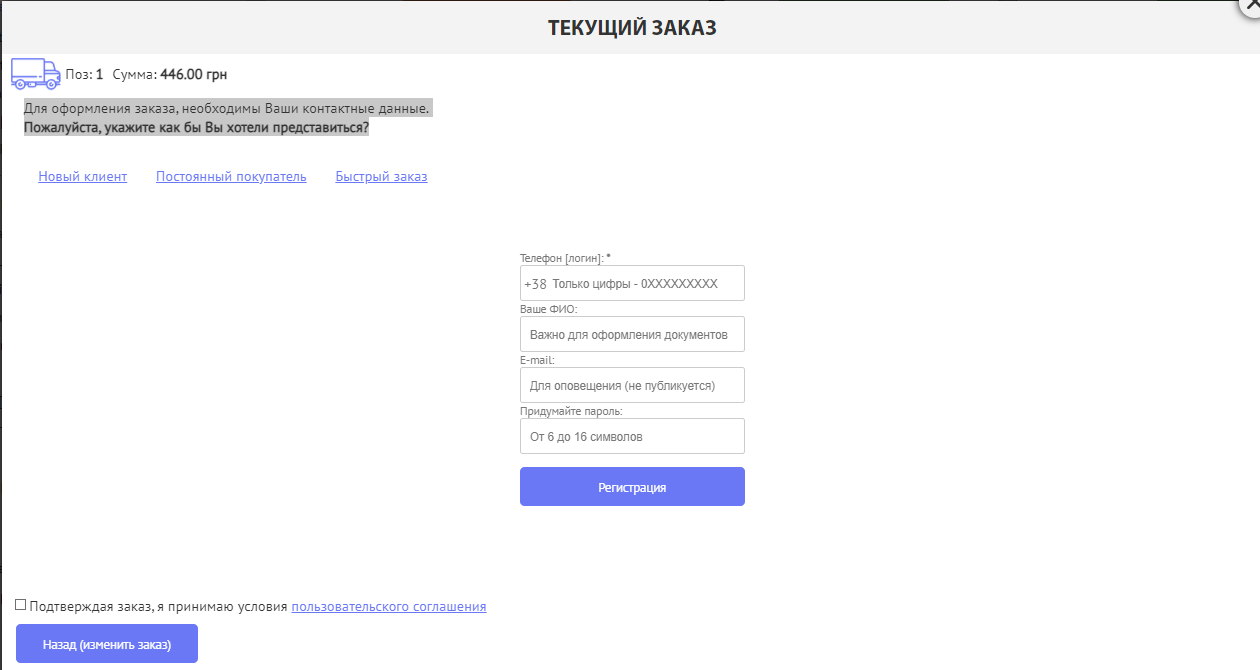 ТЕКУЩИЙ ЗАКАЗ
Поз: 1 Сумма: 446.00 грн
Для оформления заказа, необходимы Ваши контактные данные.
Пожалуйста, укажите как бы Вы хотели представиться?
Новый клиент Постоянный покупатель Быстрый заказ
Телефон [логин]: *
+38 Только цифры - 0XXXXXXXXX
Ваше ФИО:
Важно для оформления документов
E-mail:
Для оповещения (не публикуется)
Придумайте пароль:
От 6 до 16 символов
Регистрация
Подтверждая заказ, я принимаю условия пользовательского соглашения
Назад (изменить заказ)